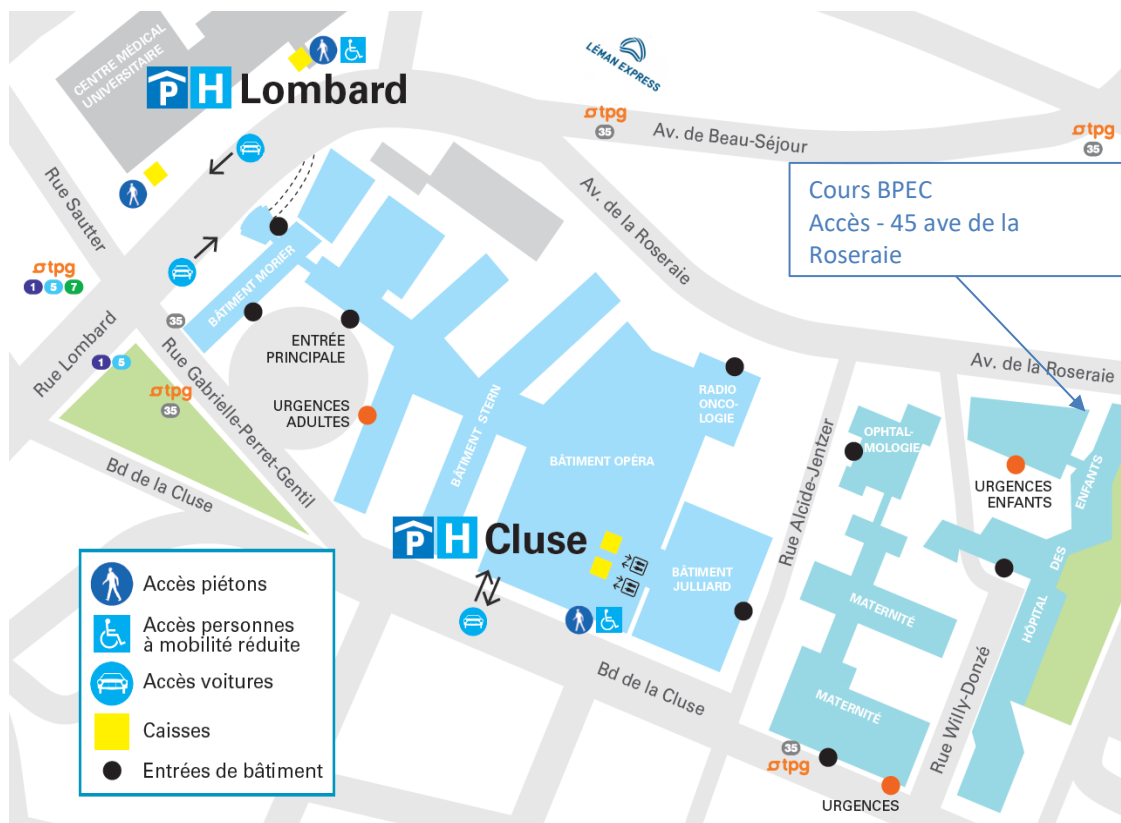 CENTRE MÉDICAL
UNIVERSITAIRE
P H Lombard
LÉMAN EXPRESS
tpg
35
Av. de Beau-Séjour
tpg
35
Rue Sautter
Av. de la Roseraie
Cours BPEC
Accès - 45 ave de la
Roseraie
tpg
1 5 7
35
BÂTIMENT MORIER
ENTRÉE
PRINCIPALE
Rue Lombard
1 5
tpg
35
Rue Gabrielle-Perret-Gentil
URGENCES
ADULTES
BÂTIMENT STERN
BÂTIMENT OPÉRA
RADIO
ONCO-
LOGIE
Av. de la Roseraie
Rue Alcide-Jentzer
OPHTAL-
MOLOGIE
URGENCES
ENFANTS
HÔPITAL DES ENFANTS
Bd de la Cluse
P H Cluse
BÂTIMENT
JULLIARD
MATERNITÉ
MATERNITÉ
Rue Willy-Donzé
Bd de la Cluse
35
tpg
URGENCES
Accès piétons
Accès personnes
à mobilité réduite
Accès voitures
Caisses
Entrées de bâtiment